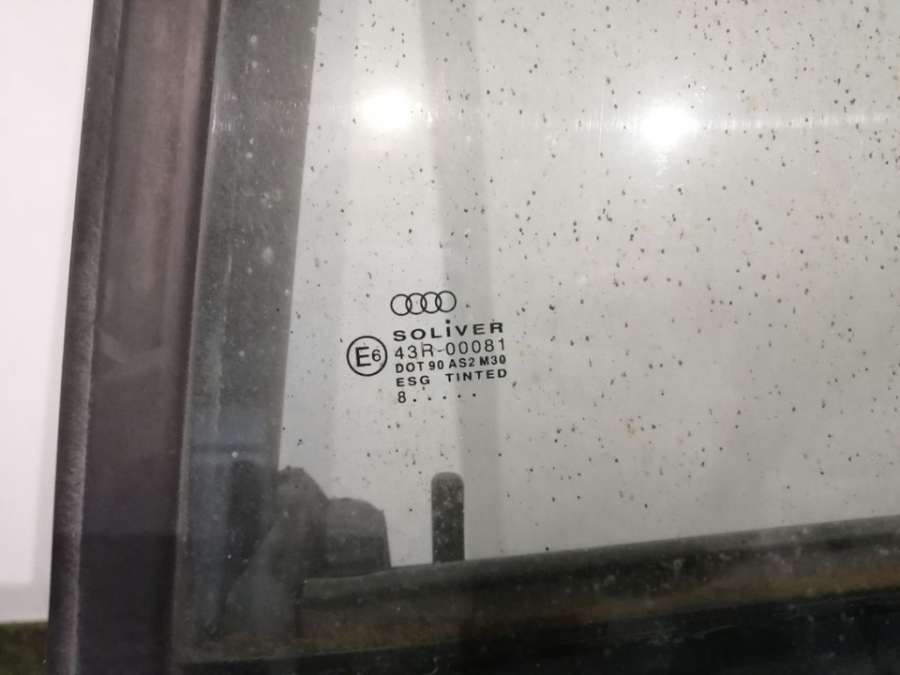 SOLiVER
E6 43R-00081
DOT 90 AS2 M30
ESG TINTED
8.....